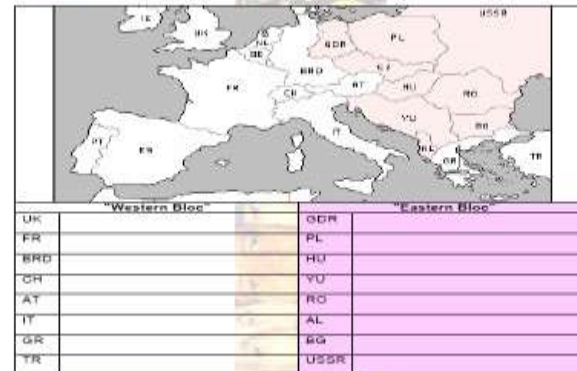 USSR
IE
UK
NL
BE
GDR
PL
BRD
FR
CH
AT
HU
RO
YU
IT
BG
AL
PT
ES
GR
TR
"Western Bloc" "Eastern Bloc"
UK GDR
FR PL
BRD HU
CH YU
AT RO
IT AL
GR BG
TR USSR